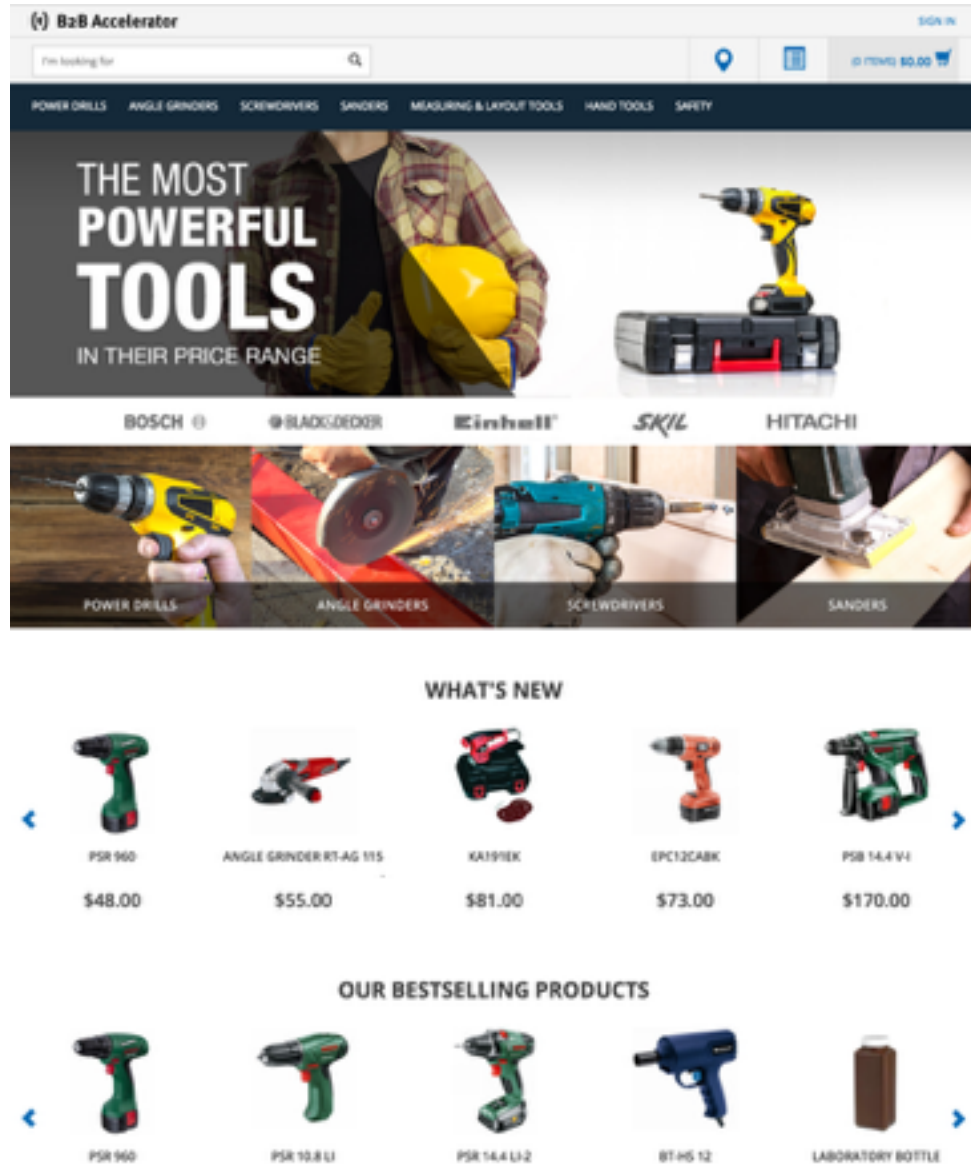 (y) B2B Accelerator
SIGN IN
I'm looking for
(0 ITEMS) $0.00
POWER DRILLS ANGLE GRINDERS SCREWDRIVERS SANDERS MEASURING & LAYOUT TOOLS HAND TOOLS SAFETY
THE MOST
POWERFUL
TOOLS
IN THEIR PRICE RANGE
BOSCH BLACK&DECKER Einhell SKIL HITACHI
POWER DRILLS ANGLE GRINDERS SCREWDRIVERS SANDERS
WHAT'S NEW
PSR 960 ANGLE GRINDER RT-AG 115 KA191EK EPC12CABK PSB 14.4 V-I
$48.00 $55.00 $81.00 $73.00 $170.00
OUR BESTSELLING PRODUCTS
PSR 960 PSR 10.8 LI PSR 14.4 LI-2 BT-HS 12 LABORATORY BOTTLE